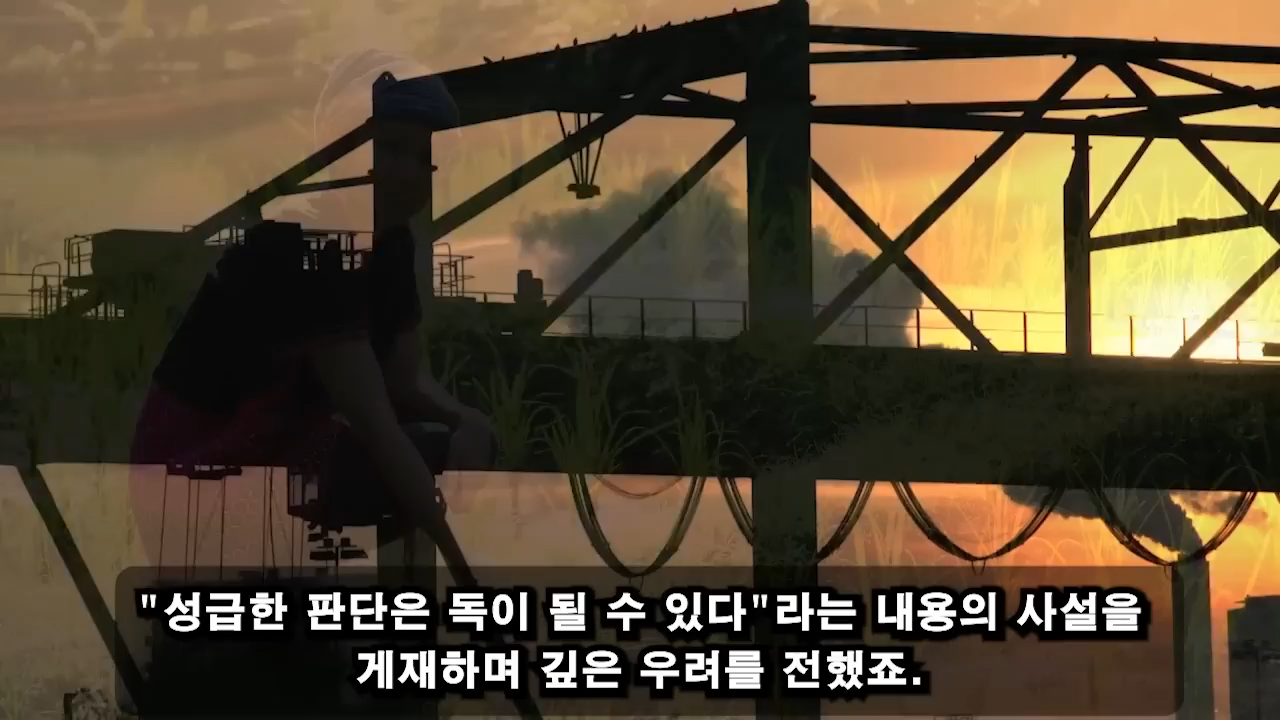 "성급한 판단은 독이 될 수 있다"라는 내용의 사설을
게재하며 깊은 우려를 전했죠.